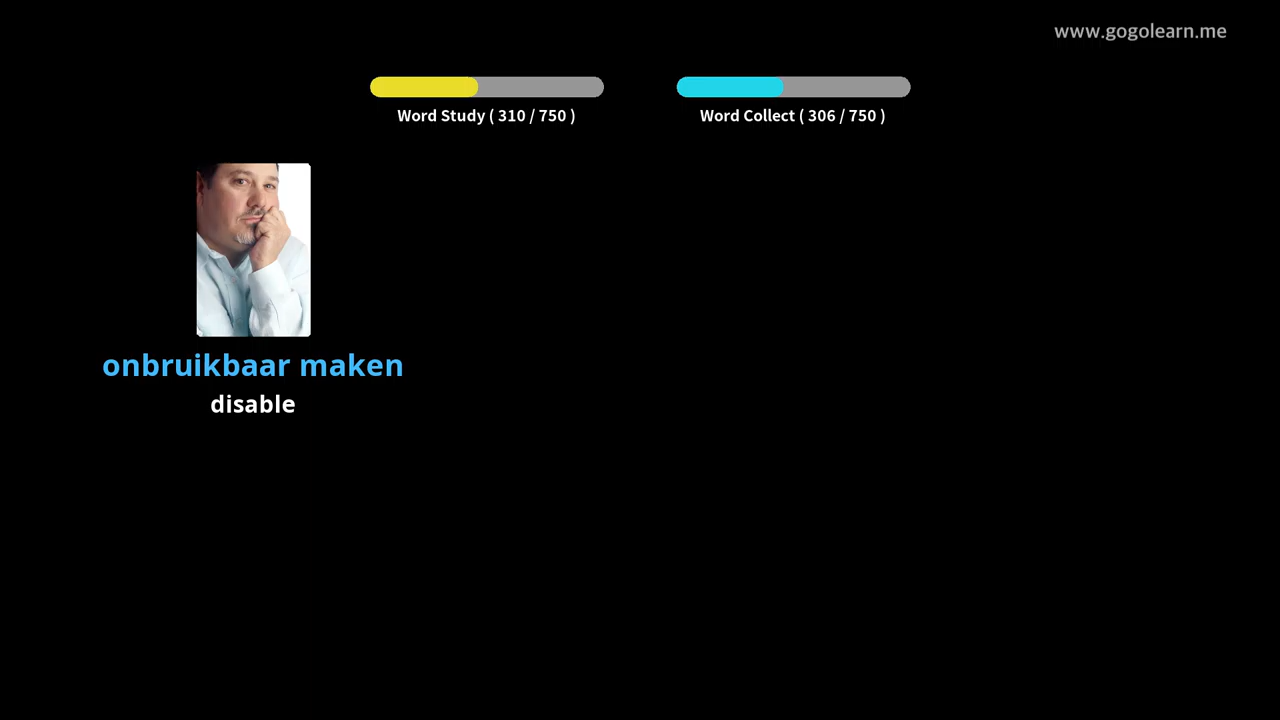 www.gogolearn.me
Word Study ( 310 / 750 )
Word Collect ( 306 / 750 )
onbruikbaar maken
disable